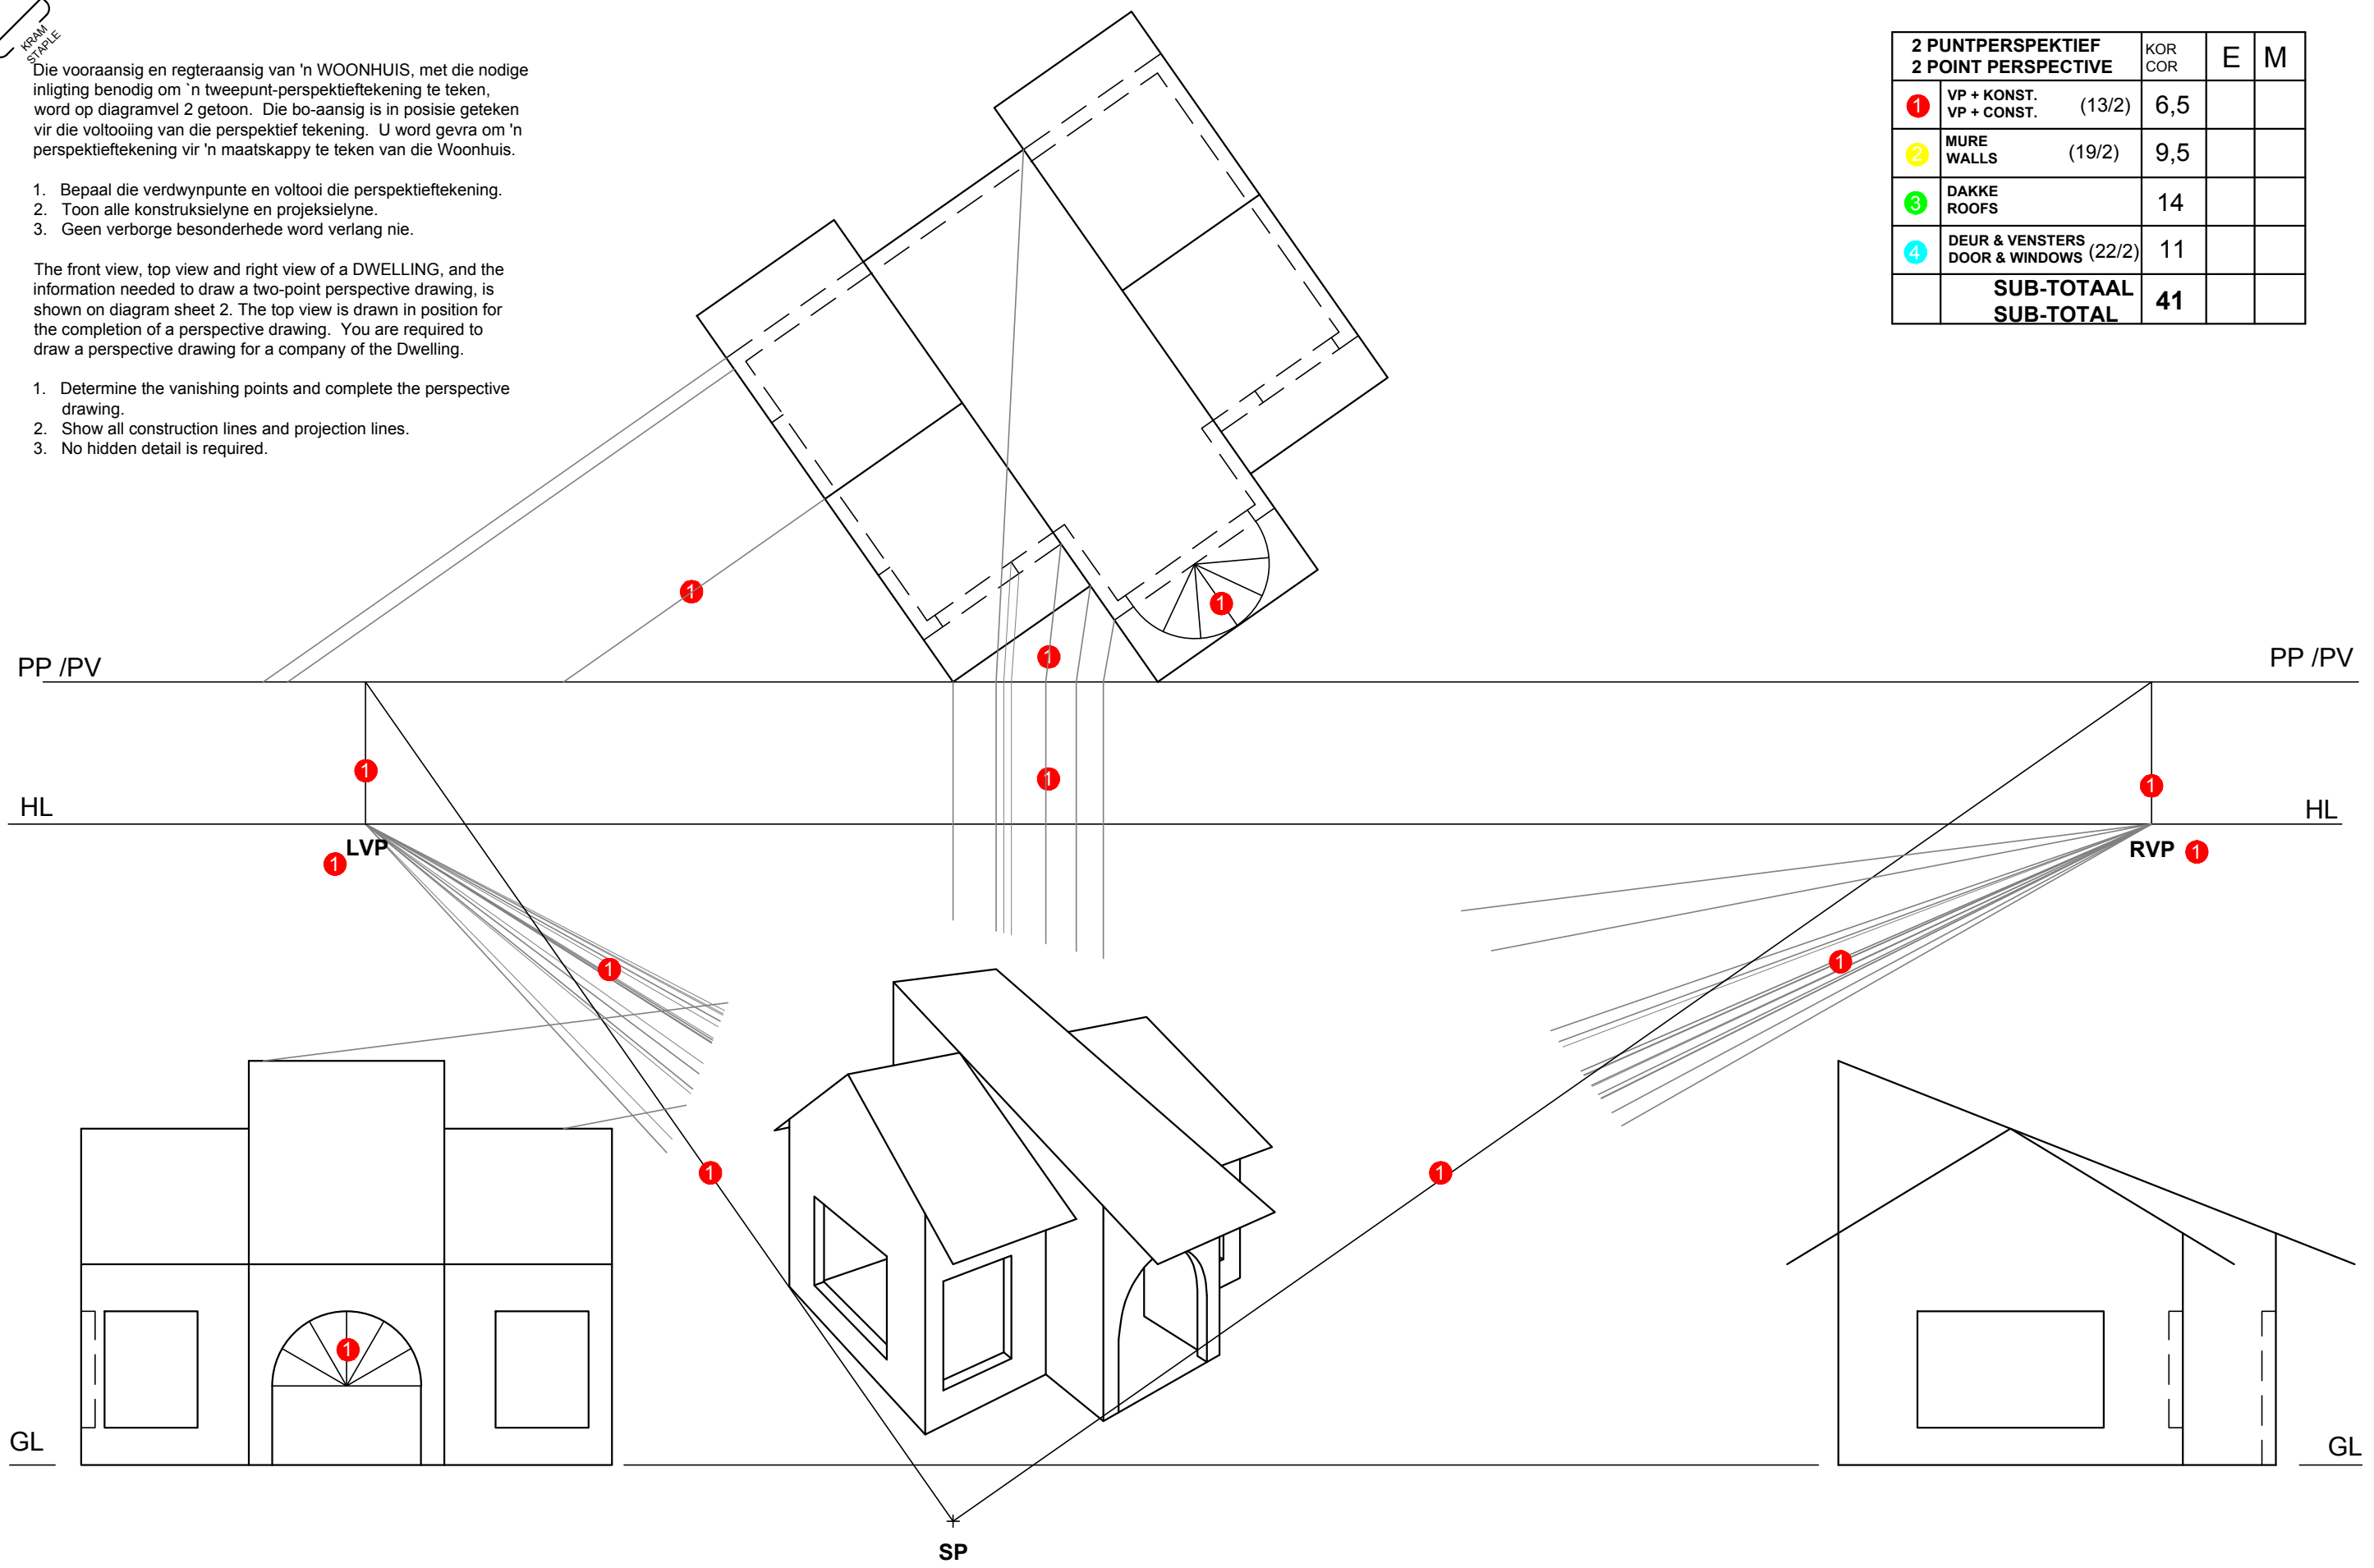 KRAM
STAPLE
Die vooraansig en regteraansig van 'n WOONHUIS, met die nodige
inligting benodig om `n tweepunt-perspektieftekening te teken,
word op diagramvel 2 getoon. Die bo-aansig is in posisie geteken
vir die voltooiing van die perspektief tekening. U word gevra om 'n
perspektieftekening vir 'n maatskappy te teken van die Woonhuis.
1. Bepaal die verdwynpunte en voltooi die perspektieftekening.
2. Toon alle konstruksielyne en projeksielyne.
3. Geen verborge besonderhede word verlang nie.
The front view, top view and right view of a DWELLING, and the
information needed to draw a two-point perspective drawing, is
shown on diagram sheet 2. The top view is drawn in position for
the completion of a perspective drawing. You are required to
draw a perspective drawing for a company of the Dwelling.
1. Determine the vanishing points and complete the perspective
drawing.
2. Show all construction lines and projection lines.
3. No hidden detail is required.
2 PUNTPERSPEKTIEF KOR E M
2 POINT PERSPECTIVE COR
1 VP + KONST. (13/2) 6,5
VP + CONST.
2 MURE (19/2) 9,5
WALLS
3 DAKKE 14
ROOFS
4 DEUR & VENSTERS (22/2) 11
DOOR & WINDOWS
SUB-TOTAAL 41
SUB-TOTAL
1
1
1
PP /PV
PP /PV
1
1
1
HL
HL
LVP
1
RVP
1
1
1
1
1
1
GL
GL
SP